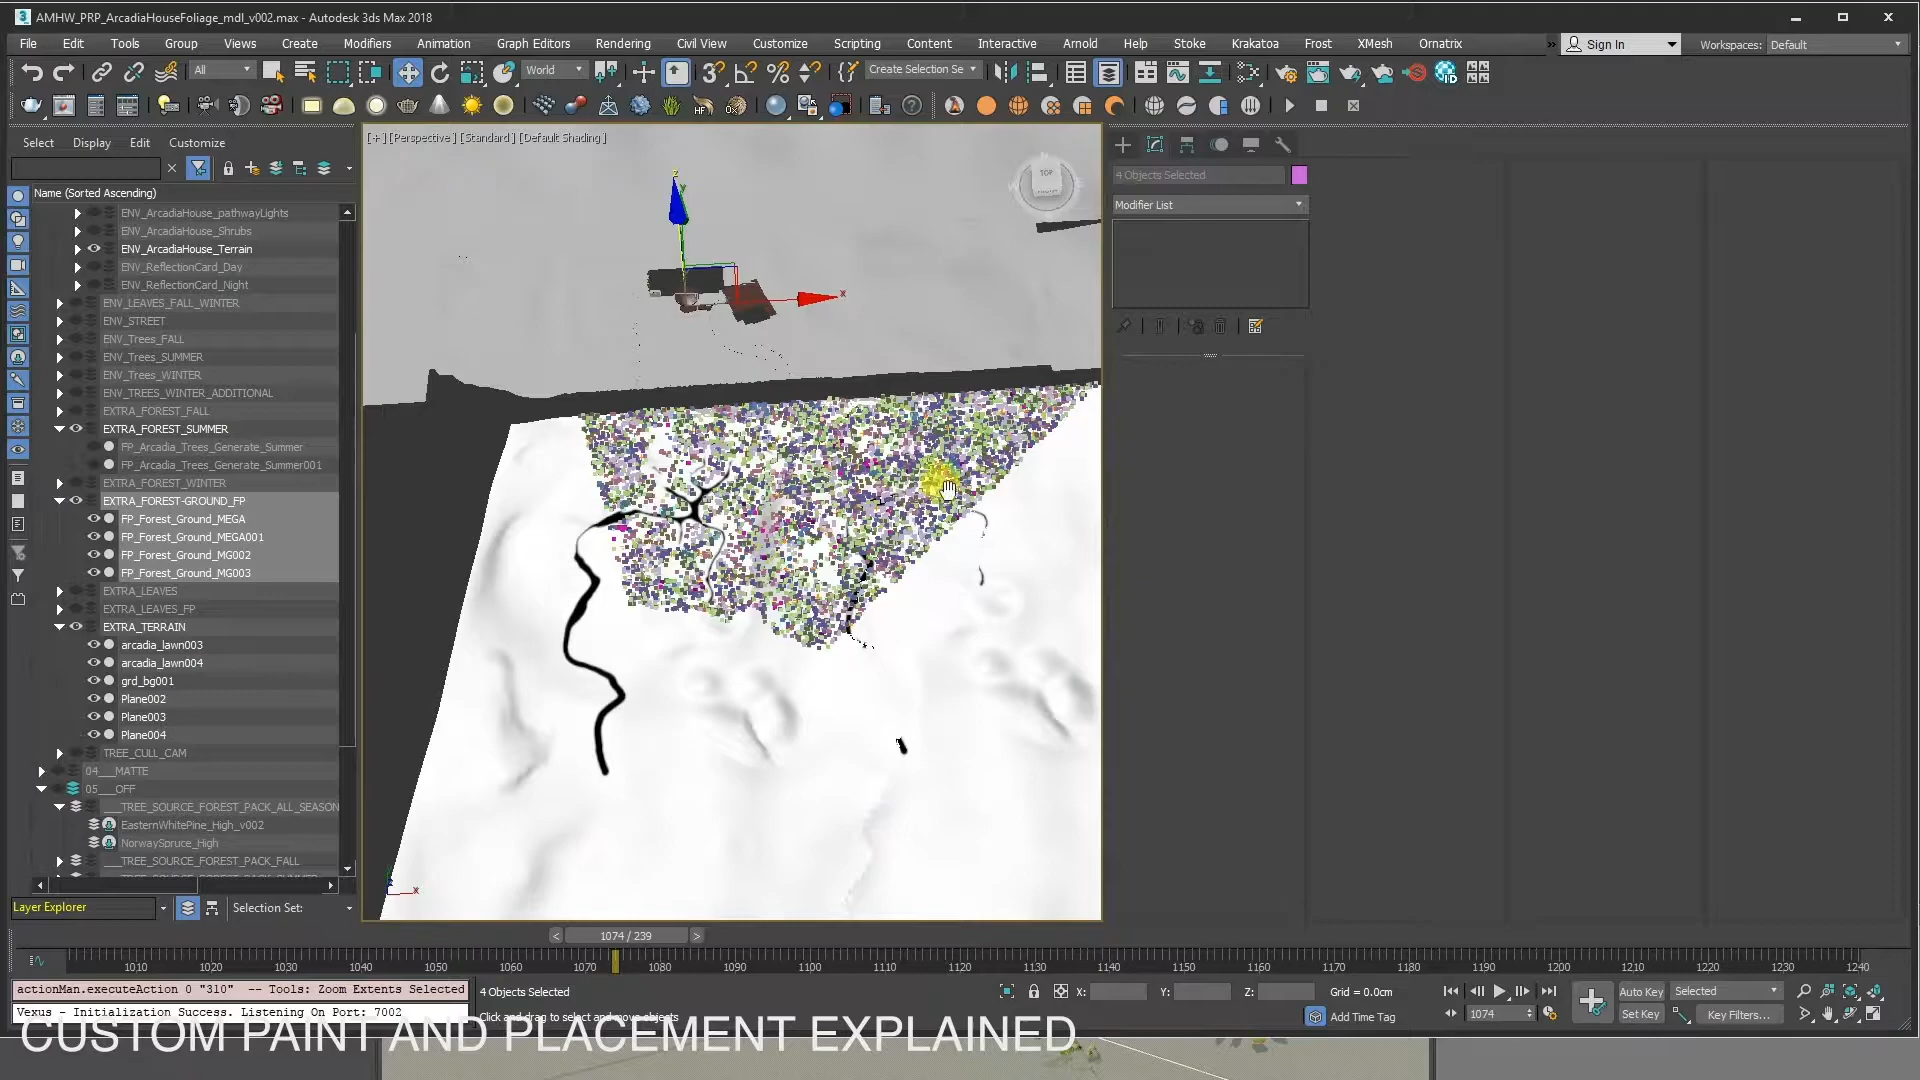 AMHW_PRP_ArcadiaHouseFoliage_mdl_v002.max - Autodesk 3ds Max 2018
File Edit Tools Group Views Create Modifiers Animation Graph Editors Rendering Civil View Customize Scripting Content Interactive Arnold Help Stoke Krakatoa Frost XMesh Ornatrix » Sign In Workspaces: Default
All World Create Selection Se
Select Display Edit Customize
[+] [Perspective] [Standard] [Default Shading]
Name (Sorted Ascending)
ENV_ArcadiaHouse_pathwayLights
ENV_ArcadiaHouse_Shrubs
ENV_ArcadiaHouse_Terrain
ENV_ReflectionCard_Day
ENV_ReflectionCard_Night
ENV_LEAVES_FALL_WINTER
ENV_STREET
ENV_Trees_FALL
ENV_Trees_SUMMER
ENV_Trees_WINTER
ENV_TREES_WINTER_ADDITIONAL
EXTRA_FOREST_FALL
EXTRA_FOREST_SUMMER
FP_Arcadia_Trees_Generate_Summer
FP_Arcadia_Trees_Generate_Summer001
EXTRA_FOREST_WINTER
EXTRA_FOREST-GROUND_FP
FP_Forest_Ground_MEGA
FP_Forest_Ground_MEGA001
FP_Forest_Ground_MG002
FP_Forest_Ground_MG003
EXTRA_LEAVES
EXTRA_LEAVES_FP
EXTRA_TERRAIN
arcadia_lawn003
arcadia_lawn004
grd_bg001
Plane002
Plane003
Plane004
TREE_CULL_CAM
04___MATTE
05___OFF
___TREE_SOURCE_FOREST_PACK_ALL_SEASON
EasternWhitePine_High_v002
NorwaySpruce_High
___TREE_SOURCE_FOREST_PACK_FALL
Layer Explorer Selection Set:
z
y
x
TOP
x
4 Objects Selected
Modifier List
< 1074 / 239 >
1010 1020 1030 1040 1050 1060 1070 1080 1090 1100 1110 1120 1130 1140 1150 1160 1170 1180 1190 1200 1210 1220 1230 1240
actionMan.executeAction 0 "310" -- Tools: Zoom Extents Selected
4 Objects Selected X: Y: Z: Grid = 0.0cm Auto Key Selected
Vexus - Initialization Success. Listening On Port: 7002
Click and drag to select and move objects Add Time Tag 1074 Set Key Key Filters...
CUSTOM PAINT AND PLACEMENT EXPLAINED